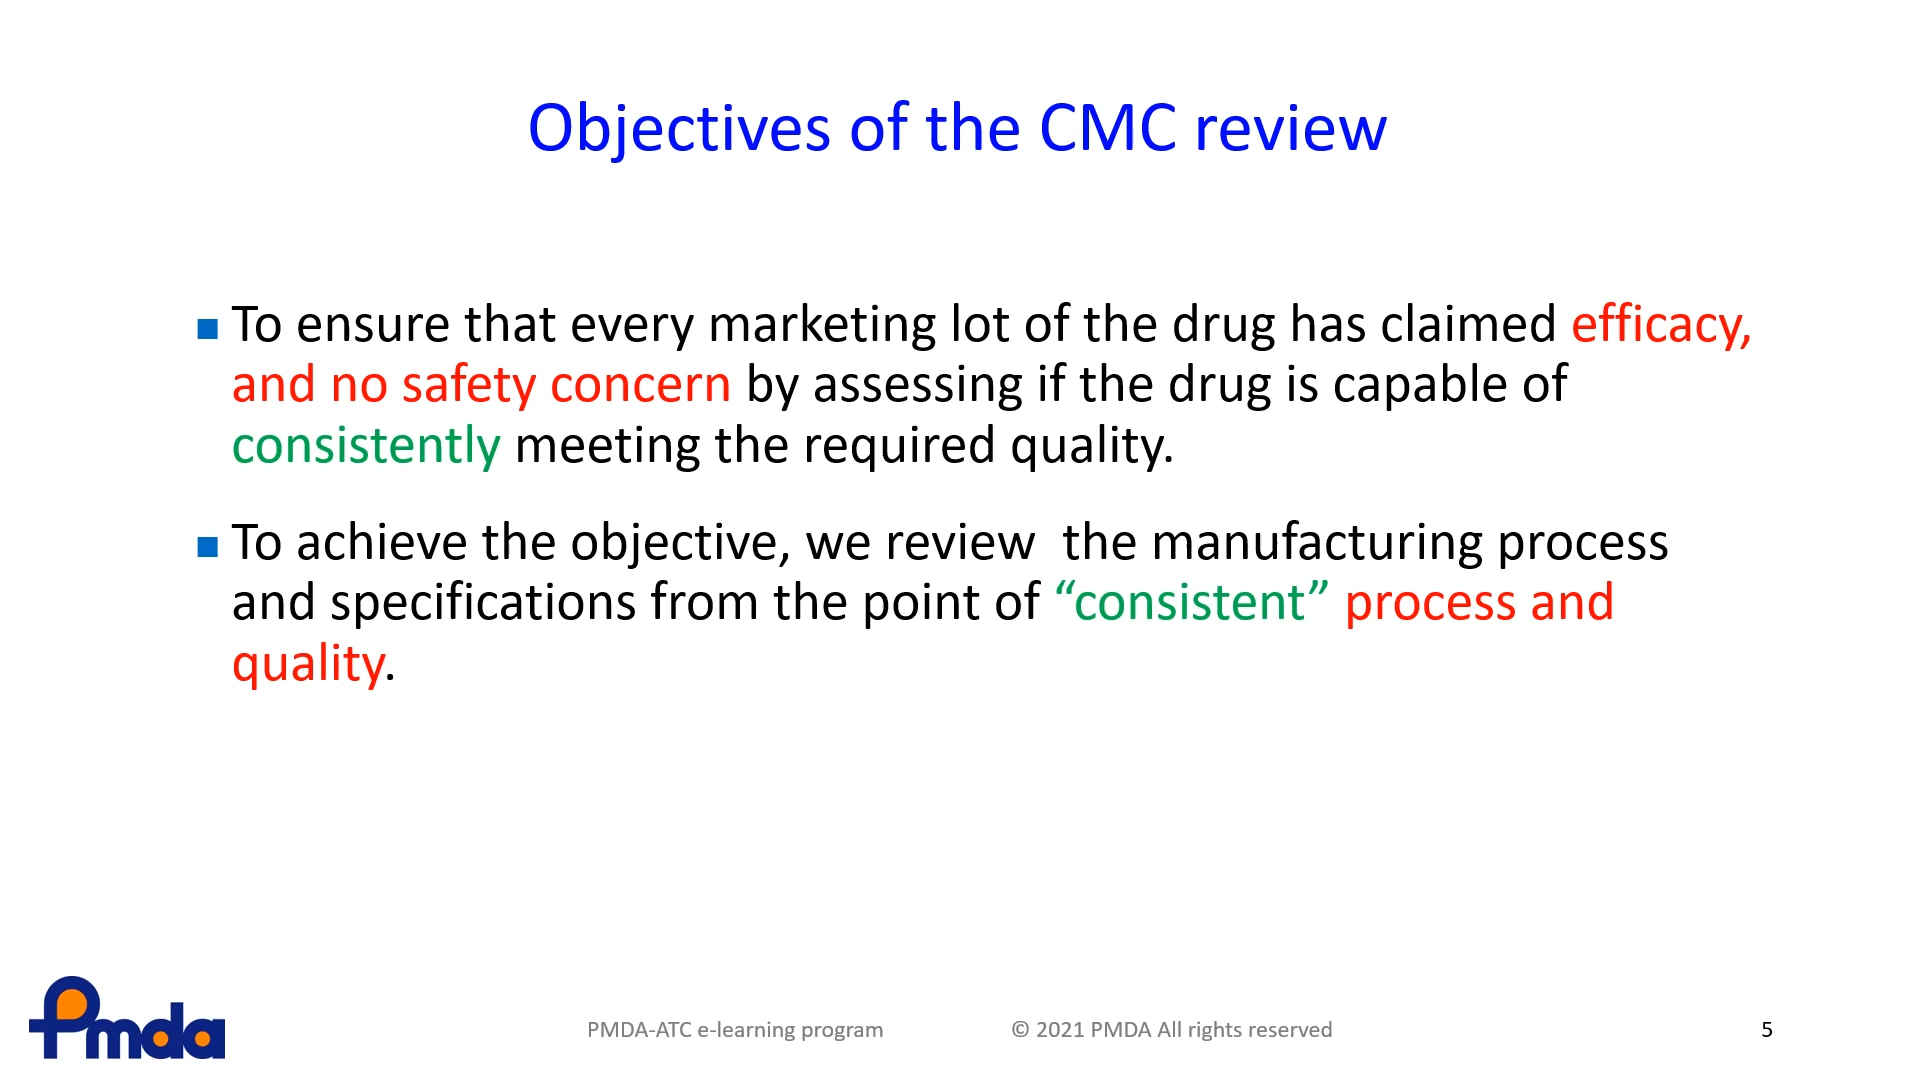 Objectives of the CMC review
■ To ensure that every marketing lot of the drug has claimed efficacy,
and no safety concern by assessing if the drug is capable of
consistently meeting the required quality.
■ To achieve the objective, we review  the manufacturing process
and specifications from the point of “consistent” process and
quality.
Pmda
PMDA-ATC e-learning program
© 2021 PMDA All rights reserved
5